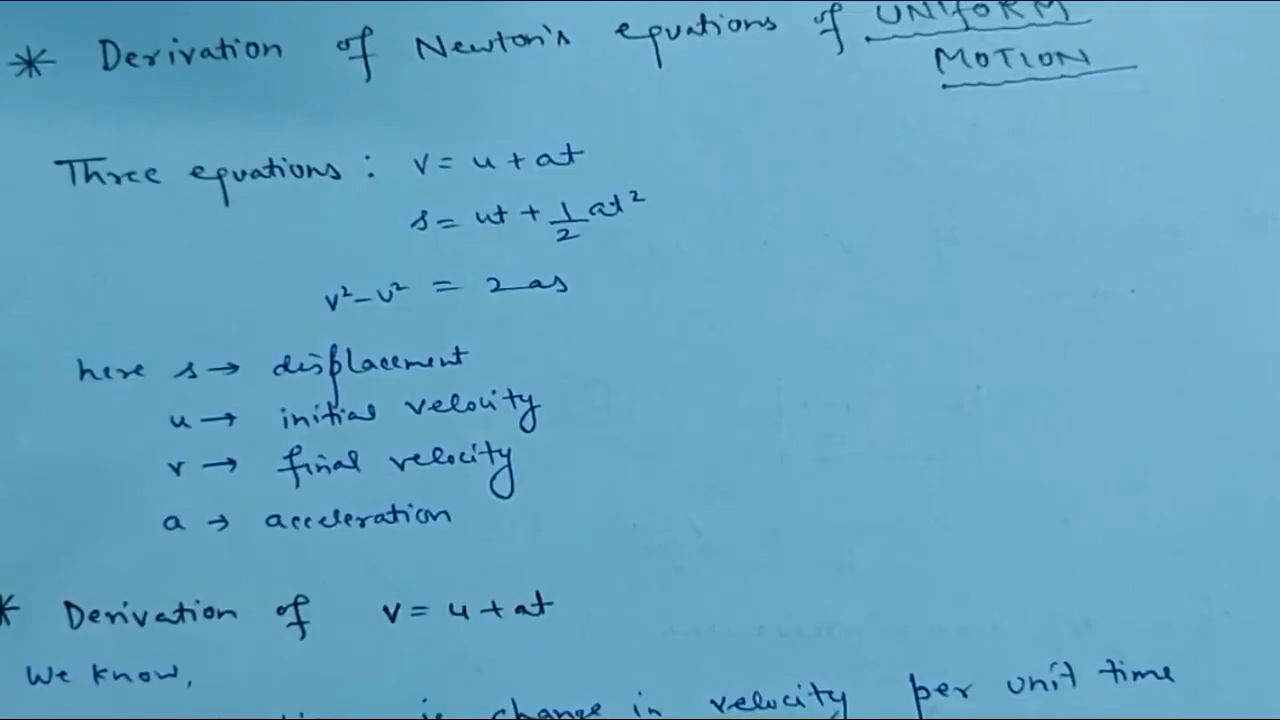 * Derivation of Newton's equations of UNIFORM
MOTION
Three equations : v = u + at
s = ut + 1/2 at²
v² - u² = 2as
here s → displacement
u → initial velocity
v → final velocity
a → acceleration
* Derivation of v = u + at
We know,
is change in velocity per unit time